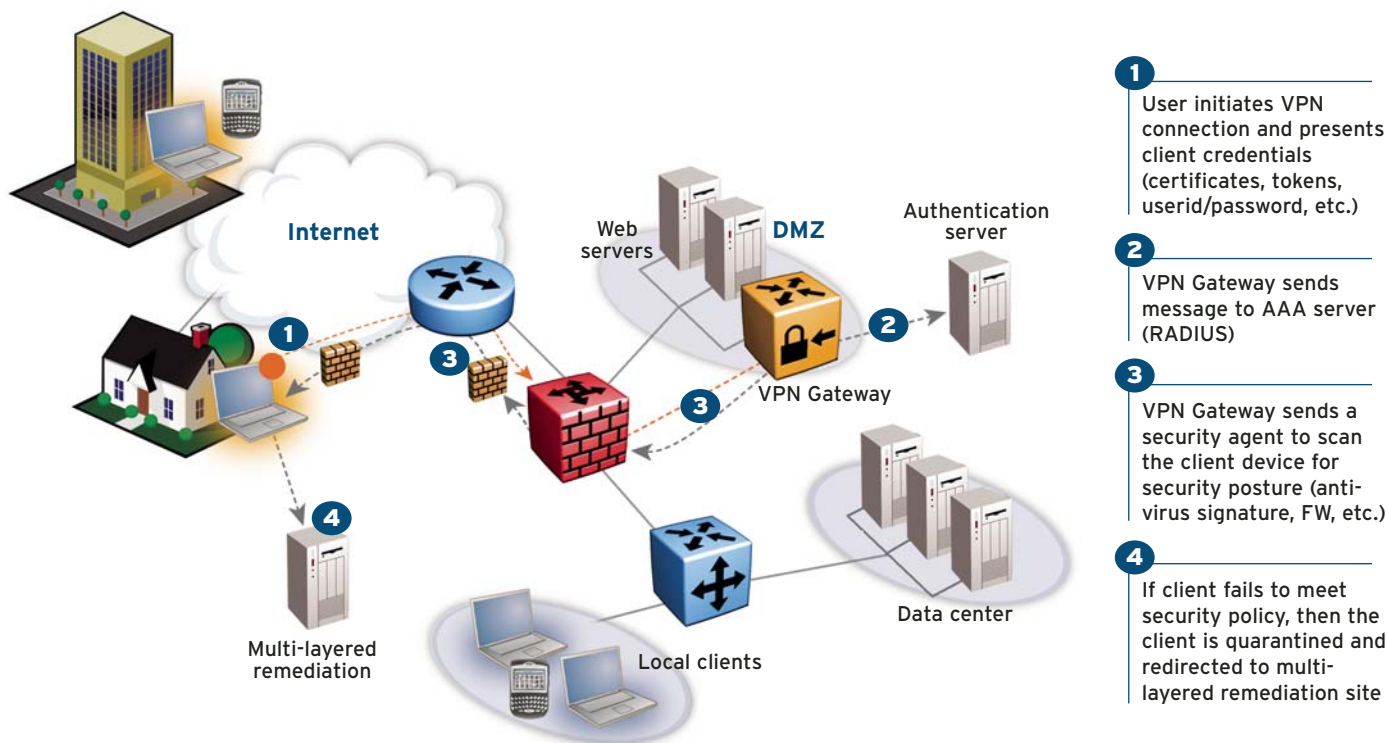 Internet
Web
servers
DMZ
Authentication
server
1
3
2
VPN Gateway
3
4
Multi-layered
remediation
Local clients
Data center
1
User initiates VPN
connection and presents
client credentials
(certificates, tokens,
userid/password, etc.)
2
VPN Gateway sends
message to AAA server
(RADIUS)
3
VPN Gateway sends a
security agent to scan
the client device for
security posture (anti-
virus signature, FW, etc.)
4
If client fails to meet
security policy, then the
client is quarantined and
redirected to multi-
layered remediation site